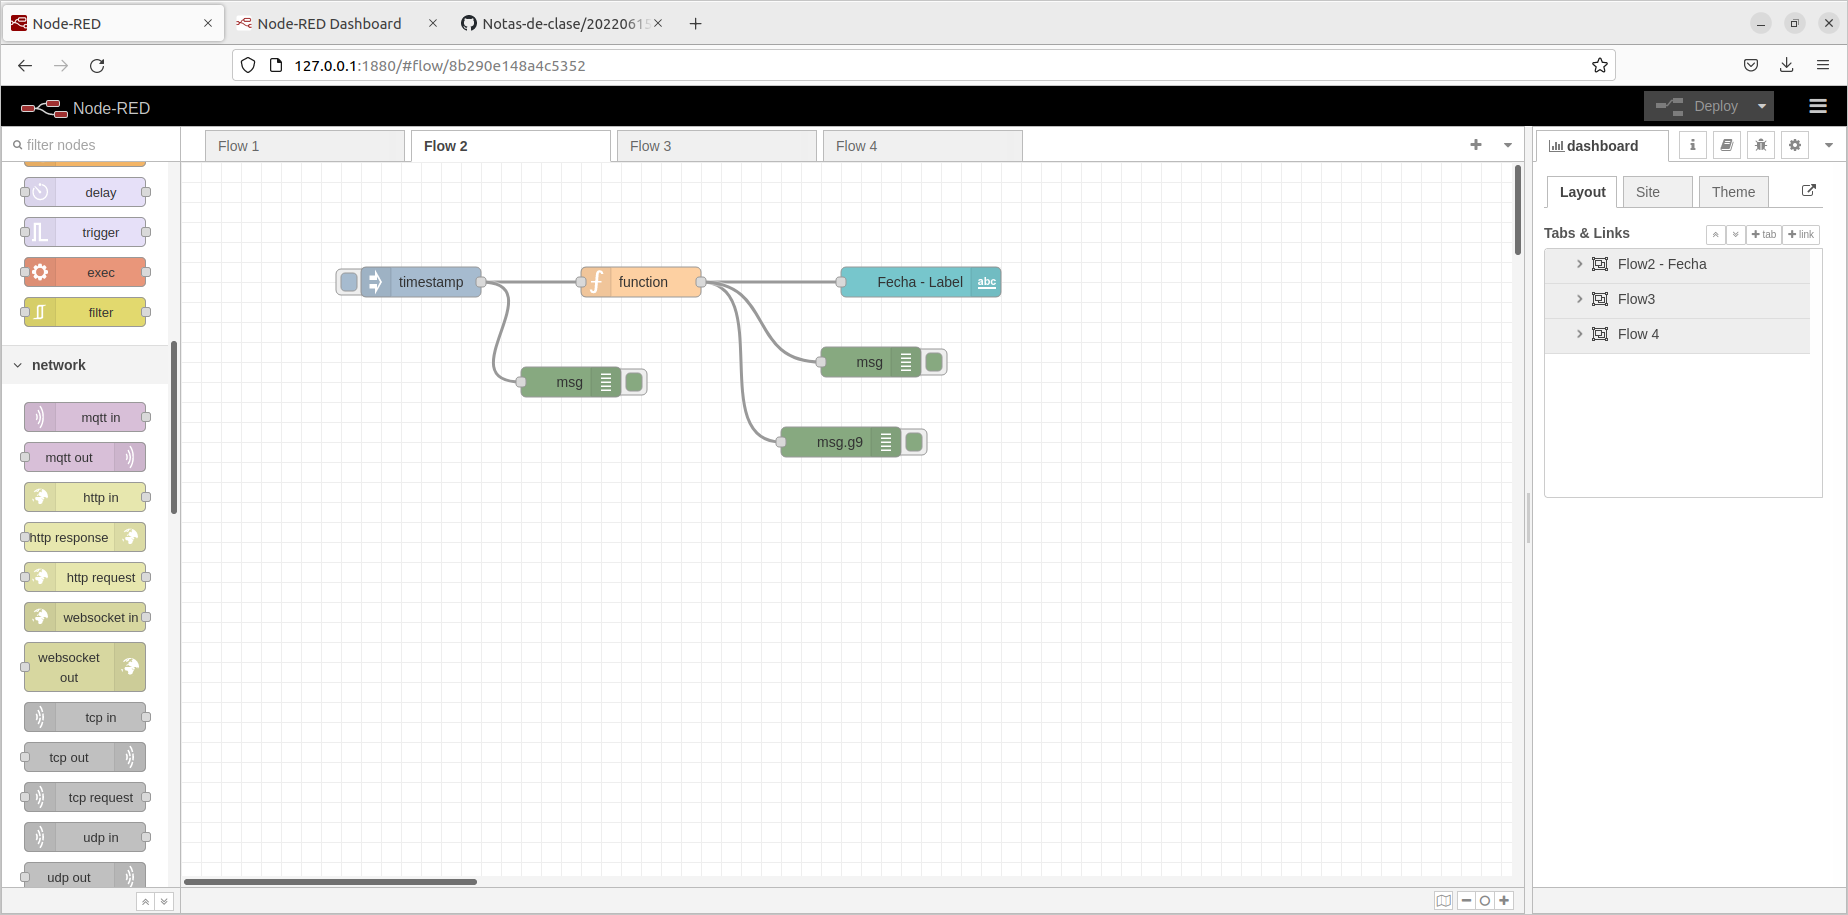 Node-RED
Node-RED Dashboard
Notas-de-clase/20220615
127.0.0.1:1880/#flow/8b290e148a4c5352
Node-RED
Deploy
filter nodes
Flow 1
Flow 2
Flow 3
Flow 4
dashboard
delay
trigger
exec
filter
network
mqtt in
mqtt out
http in
http response
http request
websocket in
websocket
out
tcp in
tcp out
tcp request
udp in
udp out
timestamp
function
Fecha - Label
abc
msg
msg
msg.g9
Layout
Site
Theme
Tabs & Links
tab
link
Flow2 - Fecha
Flow3
Flow 4